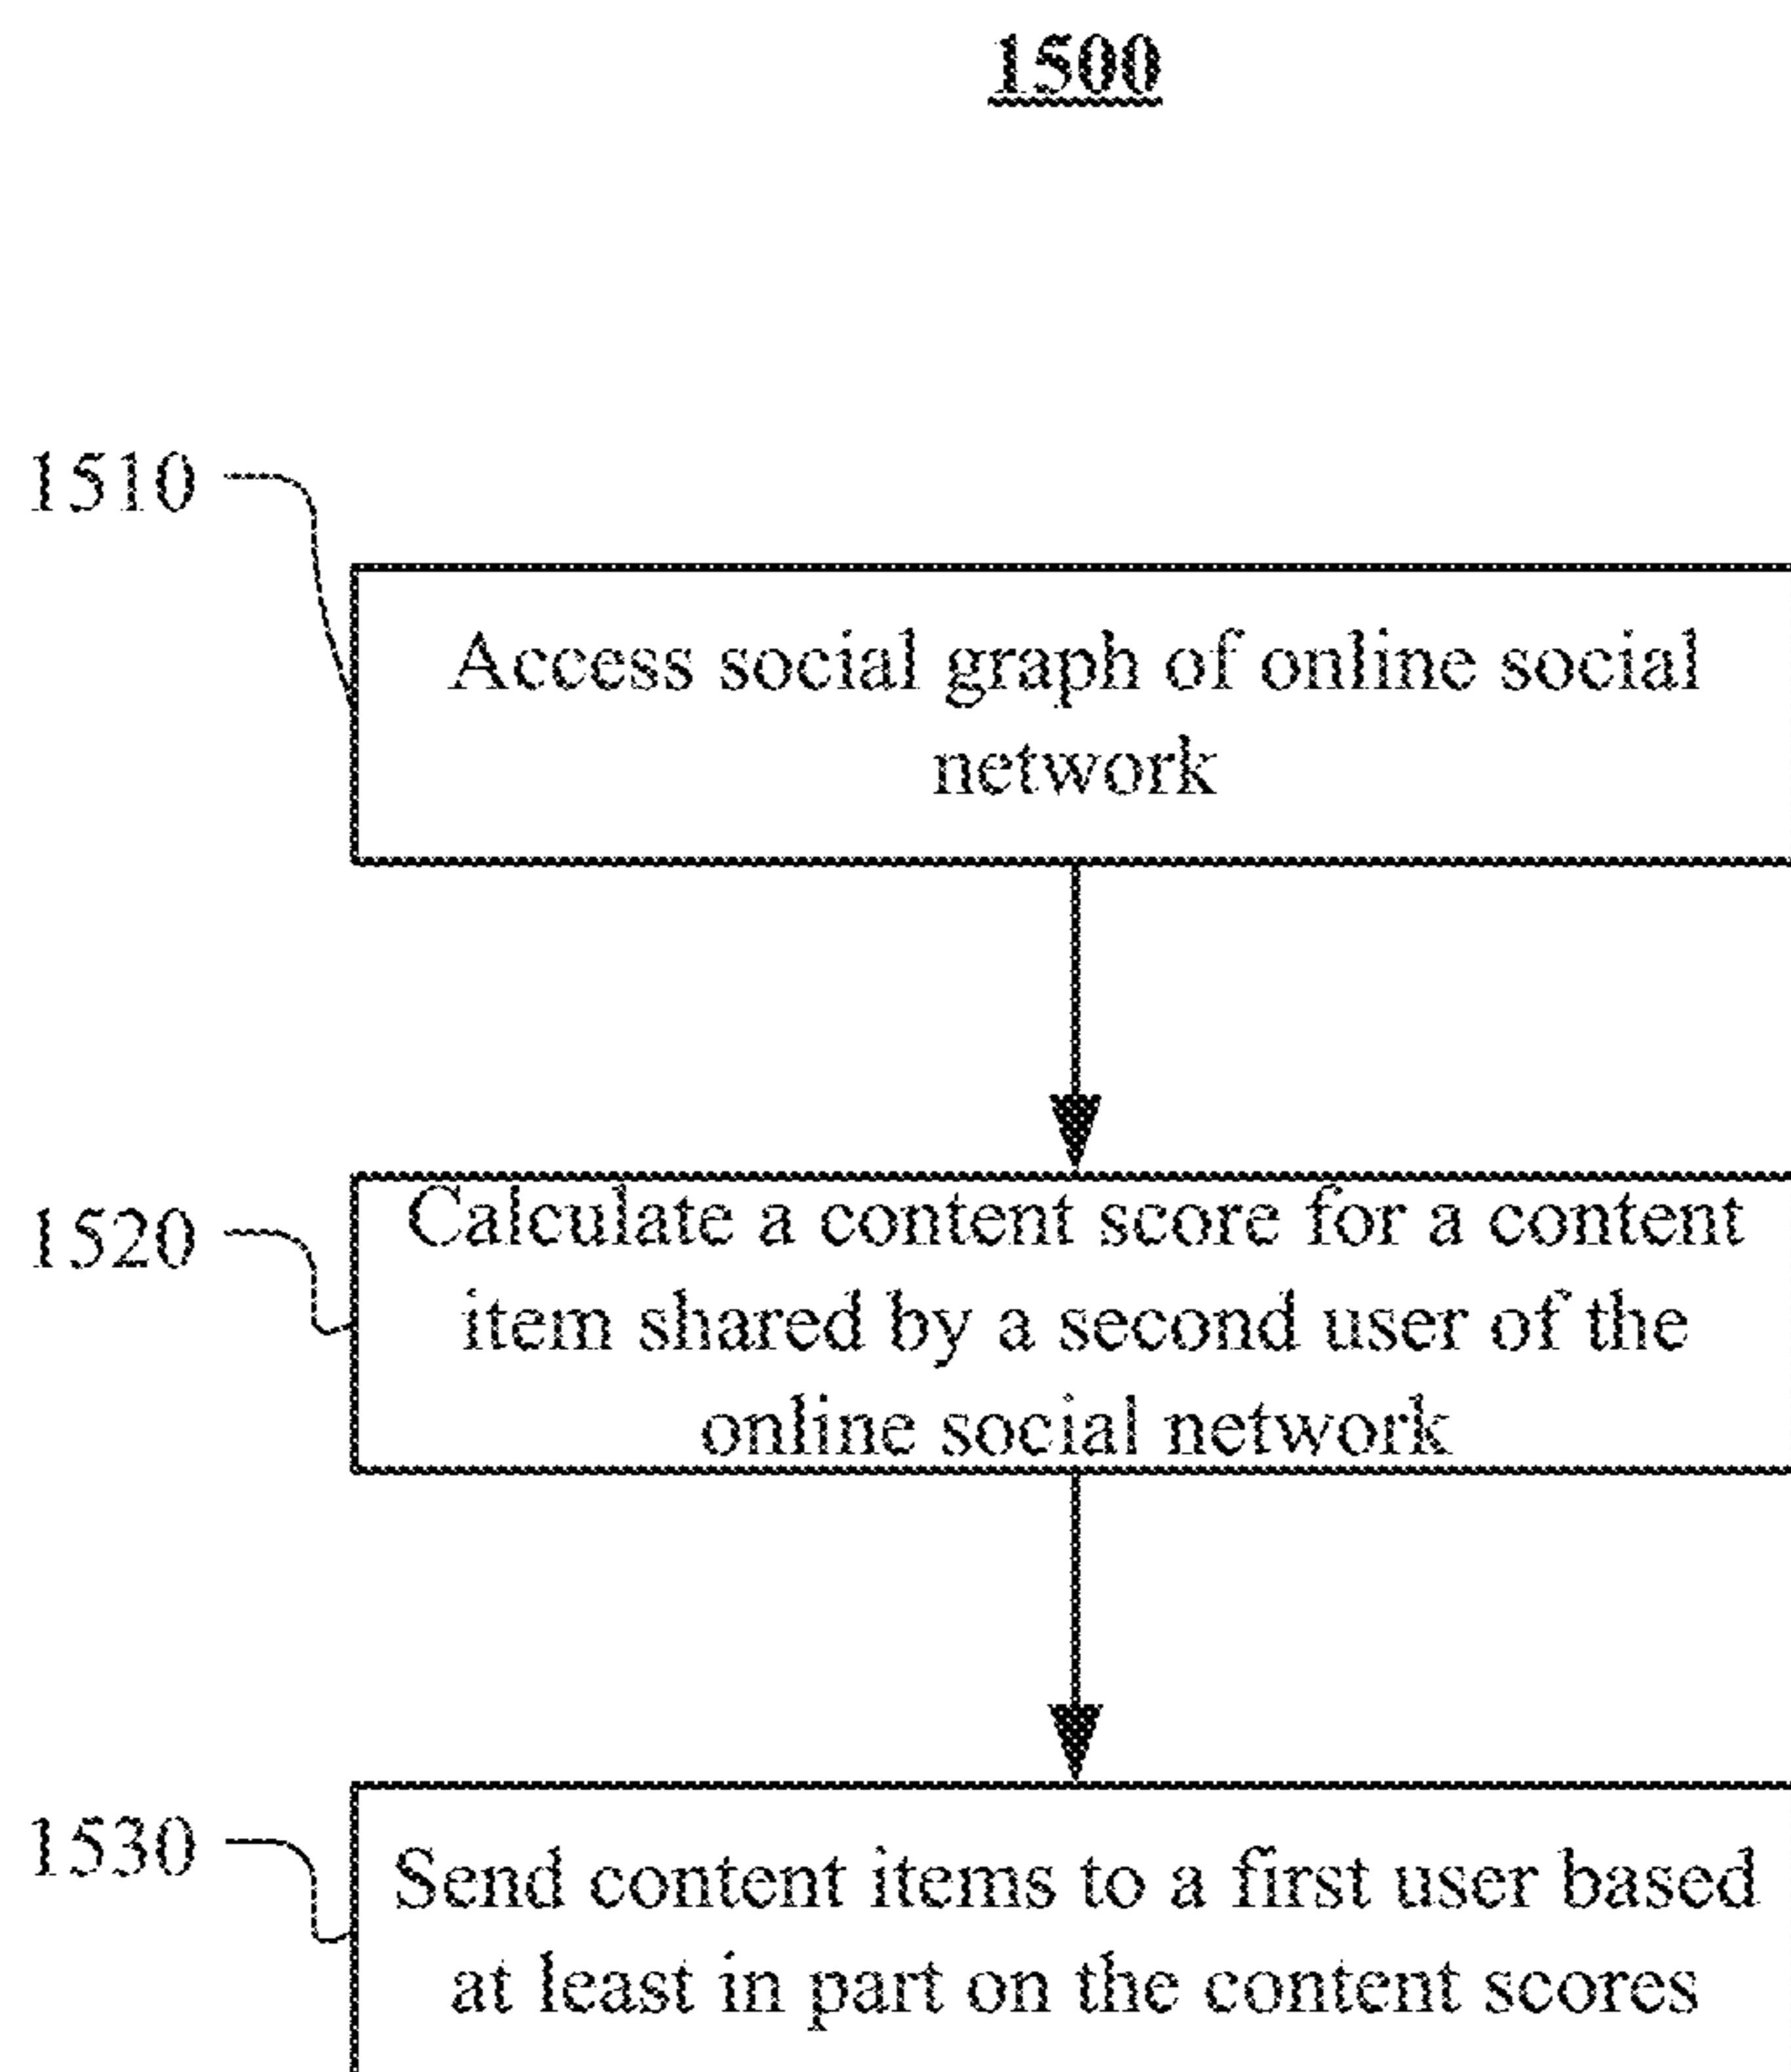 1500
1510
Access social graph of online social
network
1520
Calculate a content score for a content
item shared by a second user of the
online social network
1530
Send content items to a first user based
at least in part on the content scores